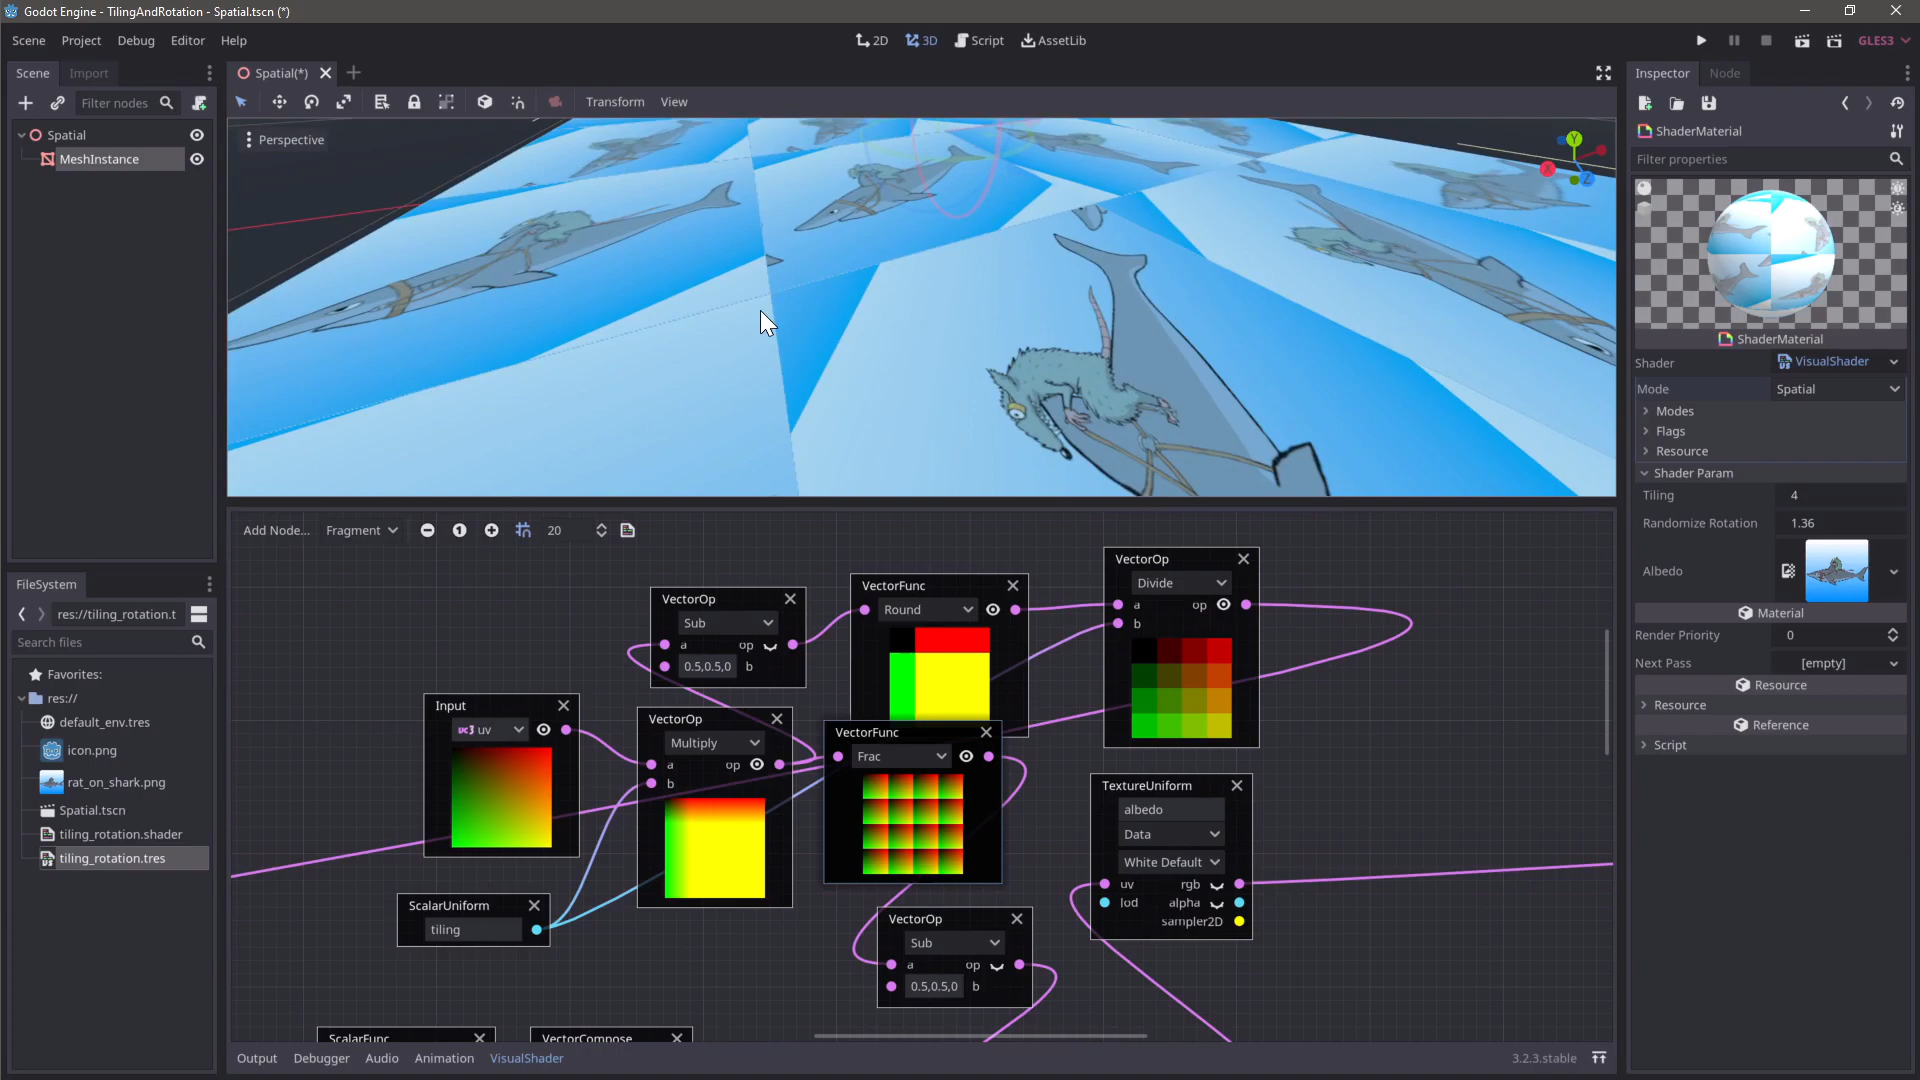 Godot Engine - TilingAndRotation - Spatial.tscn (*)
Scene Project Debug Editor Help
2D 3D Script AssetLib
GLES3
Scene Import
Filter nodes
Spatial
MeshInstance
Spatial(*)
Transform View
Perspective
Y
X
Z
Inspector Node
ShaderMaterial
Filter properties
ShaderMaterial
Shader VisualShader
Mode Spatial
Modes
Flags
Resource
Shader Param
Tiling 4
Randomize Rotation 1.36
Albedo
Material
Render Priority 0
Next Pass [empty]
Resource
Resource
Reference
Script
FileSystem
res://tiling_rotation.t
Search files
Favorites:
res://
default_env.tres
icon.png
rat_on_shark.png
Spatial.tscn
tiling_rotation.shader
tiling_rotation.tres
Add Node... Fragment 1 20
VectorOp
Sub
a op
0.5,0.5,0 b
VectorFunc
Round
VectorOp
Divide
a op
b
Input
uv
VectorOp
Multiply
a op
b
VectorFunc
Frac
TextureUniform
albedo
Data
White Default
uv rgb
lod alpha
sampler2D
ScalarUniform
tiling
VectorOp
Sub
a op
0.5,0.5,0 b
ScalarFunc
VectorCompose
Output Debugger Audio Animation VisualShader
3.2.3.stable